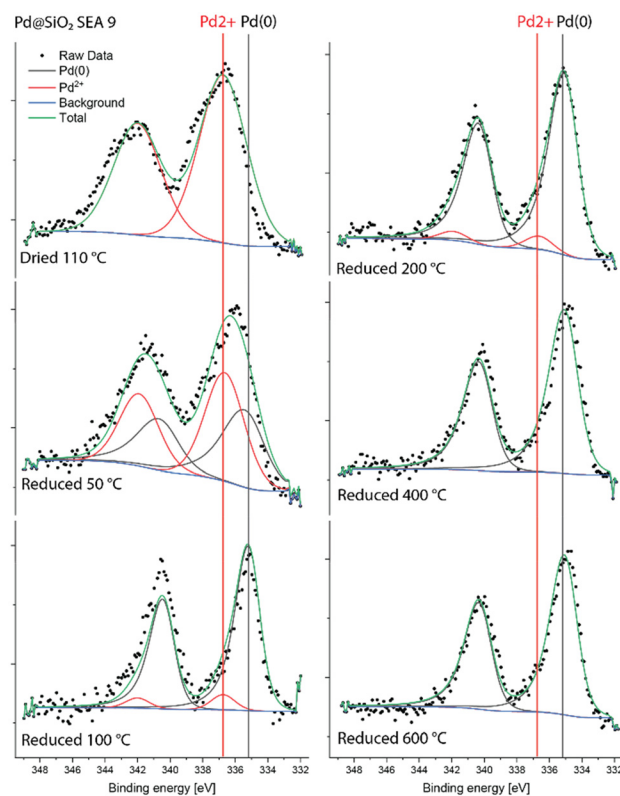 Pd@SiO₂ SEA 9
Pd2+ Pd(0)
Raw Data
Pd(0)
Pd²⁺
Background
Total
Dried 110 °C
Reduced 50 °C
Reduced 100 °C
348 346 344 342 340 338 336 334 332
Binding energy [eV]
Pd2+ Pd(0)
Reduced 200 °C
Reduced 400 °C
Reduced 600 °C
348 346 344 342 340 338 336 334 332
Binding energy [eV]